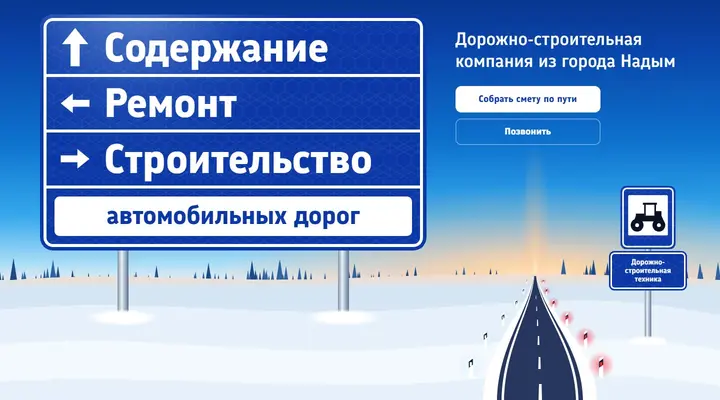 Содержание
Ремонт
Строительство
автомобильных дорог
Дорожно-строительная
компания из города Надым
Собрать смету по пути
Позвонить
Дорожно-
строительная
техника